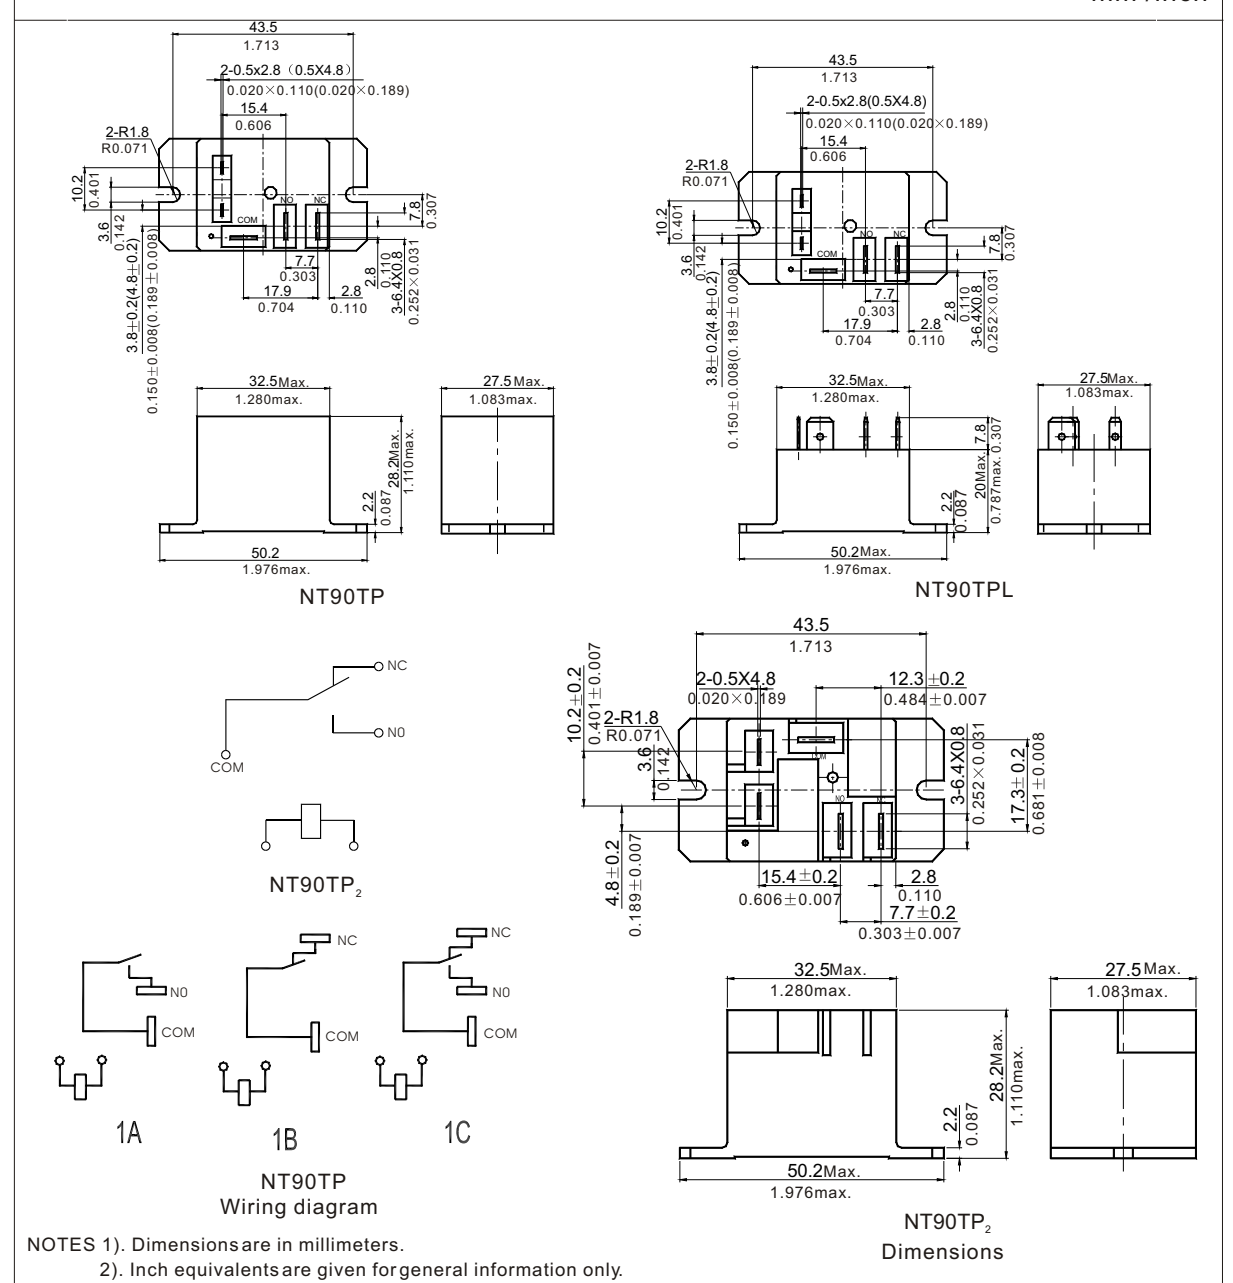 43.5
1.713
2-0.5x2.8（0.5X4.8）
0.020×0.110(0.020×0.189)
15.4
0.606
2-R1.8
R0.071
10.2
0.401
3.6
0.142
3.8±0.2(4.8±0.2)
0.150±0.008(0.189±0.008)
NO
NC
COM
7.8
0.307
7.7
0.303
17.9
0.704
2.8
0.110
2.8
0.110
3-6.4X0.8
0.252×0.031
32.5Max.
1.280max.
27.5Max.
1.083max.
28.2Max.
1.110max.
2.2
0.087
50.2
1.976max.
NT90TP
43.5
1.713
2-0.5x2.8(0.5X4.8)
0.020×0.110(0.020×0.189)
15.4
0.606
2-R1.8
R0.071
10.2
0.401
3.6
0.142
3.8±0.2(4.8±0.2)
0.150±0.008(0.189±0.008)
NO
NC
COM
7.8
0.307
7.7
0.303
17.9
0.704
2.8
0.110
2.8
0.110
3-6.4X0.8
0.252×0.031
32.5Max.
1.280max.
27.5Max.
1.083max.
7.8
0.307
20Max.
0.787max.
2.2
0.087
50.2Max.
1.976max.
NT90TPL
NC
N0
COM
NT90TP2
43.5
1.713
2-0.5X4.8
0.020×0.189
12.3±0.2
0.484±0.007
10.2±0.2
0.401±0.007
2-R1.8
R0.071
3.6
0.142
NO
NC
3-6.4X0.8
0.252×0.031
17.3±0.2
0.681±0.008
4.8±0.2
0.189±0.007
15.4±0.2
0.606±0.007
2.8
0.110
7.7±0.2
0.303±0.007
N0
COM
1A
NC
COM
1B
NC
N0
COM
1C
NT90TP
Wiring diagram
32.5Max.
1.280max.
27.5Max.
1.083max.
28.2Max.
1.110max.
2.2
0.087
50.2Max.
1.976max.
NT90TP2
Dimensions
NOTES 1). Dimensions are in millimeters.
2). Inch equivalents are given for general information only.